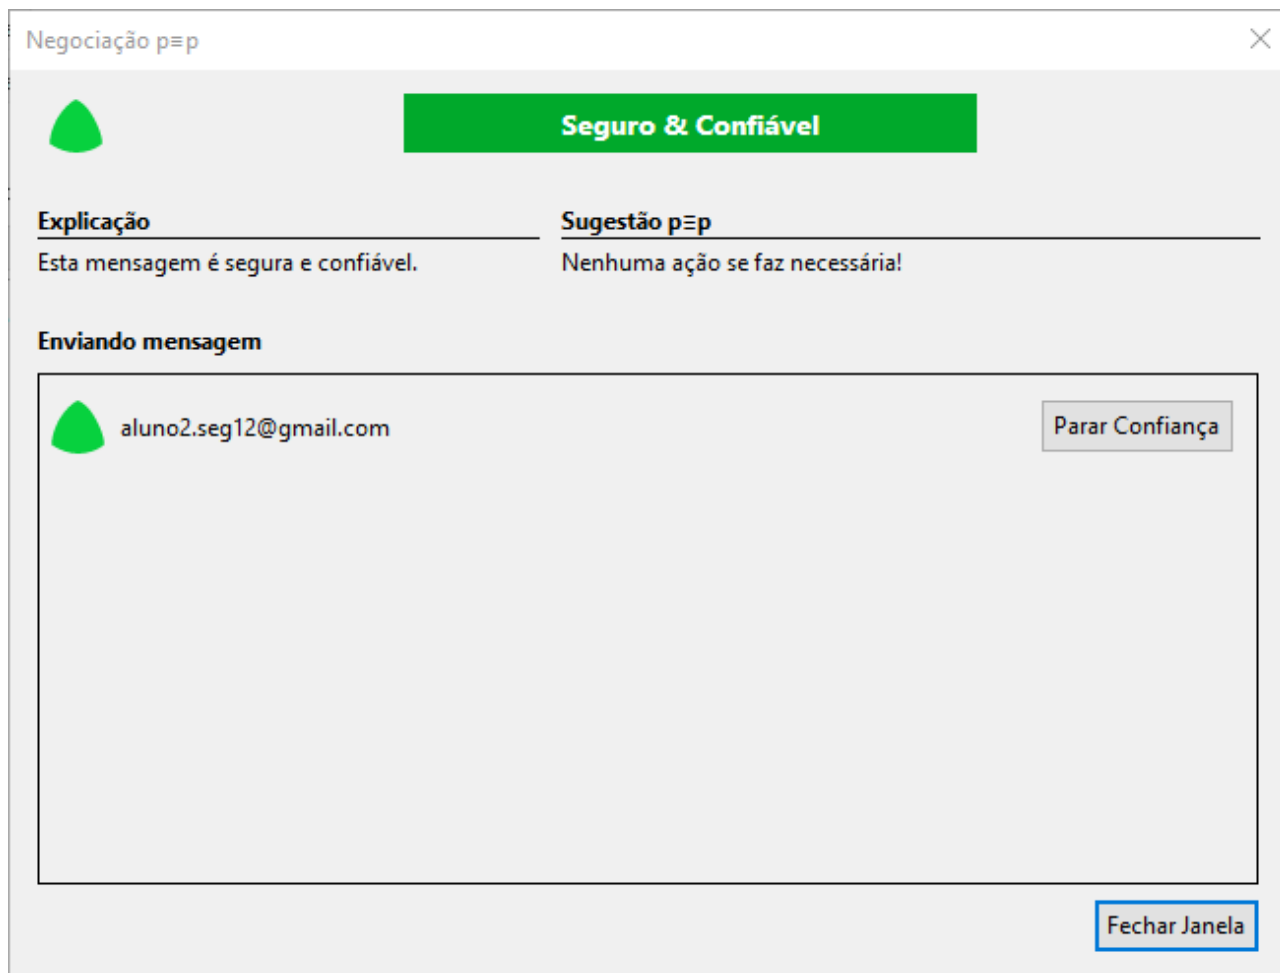 Negociação p≡p
Seguro & Confiável
Explicação
Sugestão p≡p
Esta mensagem é segura e confiável.
Nenhuma ação se faz necessária!
Enviando mensagem
aluno2.seg12@gmail.com
Parar Confiança
Fechar Janela